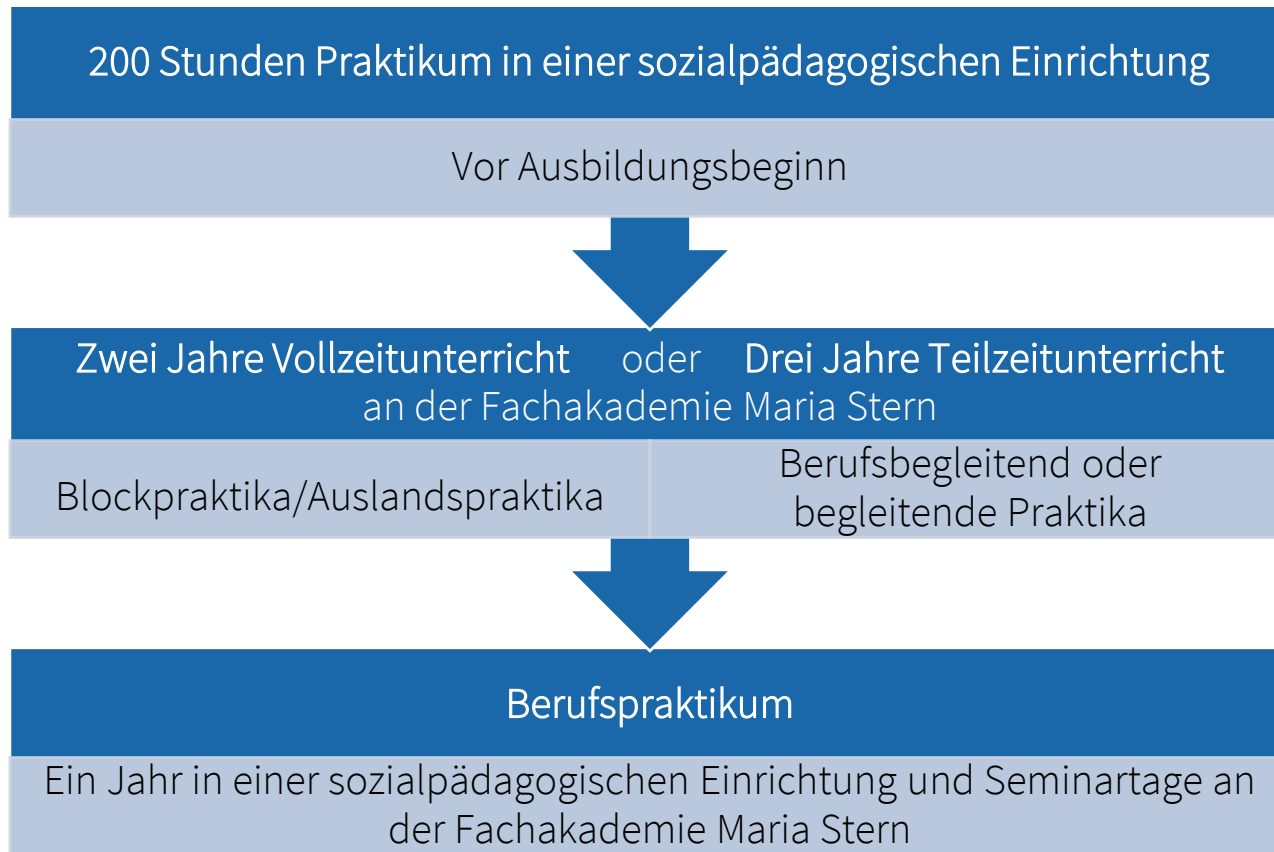 200 Stunden Praktikum in einer sozialpädagogischen Einrichtung
Vor Ausbildungsbeginn
Zwei Jahre Vollzeitunterricht oder Drei Jahre Teilzeitunterricht
an der Fachakademie Maria Stern
Blockpraktika/Auslandspraktika
Berufsbegleitend oder
begleitende Praktika
Berufspraktikum
Ein Jahr in einer sozialpädagogischen Einrichtung und Seminartage an
der Fachakademie Maria Stern